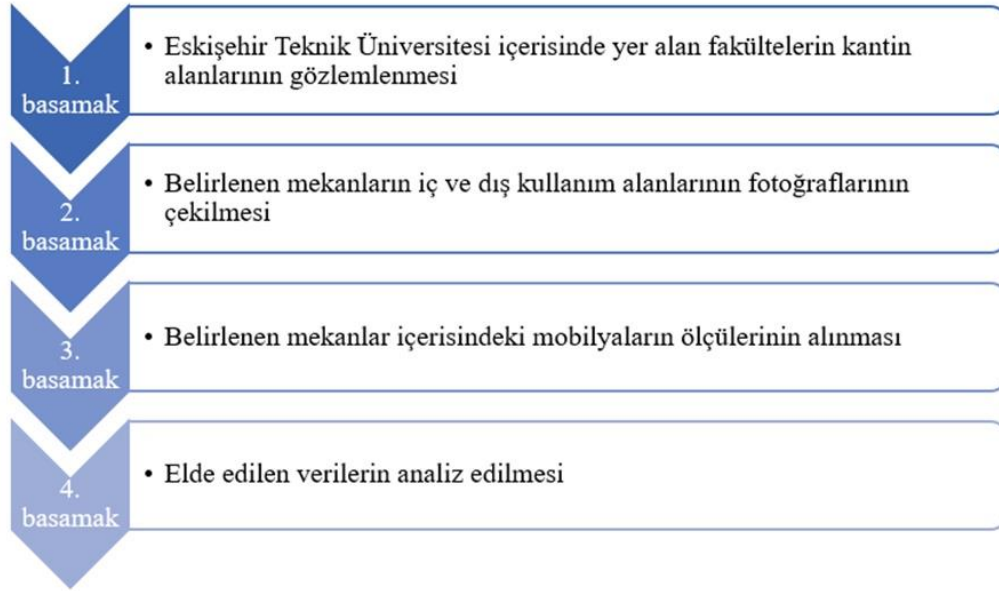 1.
basamak
• Eskişehir Teknik Üniversitesi içerisinde yer alan fakültelerin kantin
alanlarının gözlemlenmesi
2.
basamak
• Belirlenen mekanların iç ve dış kullanım alanlarının fotoğraflarının
çekilmesi
3.
basamak
• Belirlenen mekanlar içerisindeki mobilyaların ölçülerinin alınması
4.
basamak
• Elde edilen verilerin analiz edilmesi